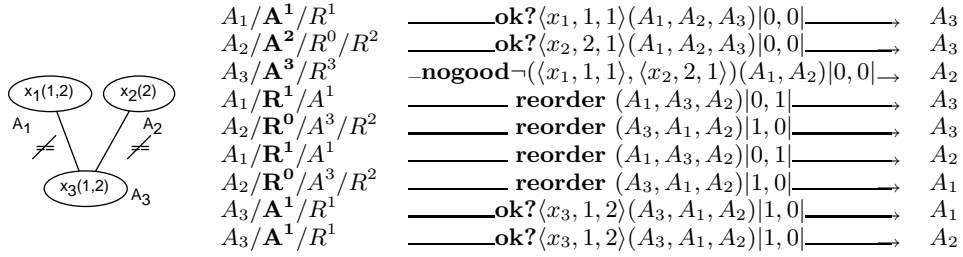 x₁(1,2)
x₂(2)
A₁
A₂
≠
≠
x₃(1,2)
A₃
A₁/A¹/R¹ ok?⟨x₁, 1, 1⟩(A₁, A₂, A₃)|0, 0| → A₃
A₂/A²/R⁰/R² ok?⟨x₂, 2, 1⟩(A₁, A₂, A₃)|0, 0| → A₃
A₃/A³/R³ nogood¬(⟨x₁, 1, 1⟩, ⟨x₂, 2, 1⟩)(A₁, A₂)|0, 0| → A₂
A₁/R¹/A¹ reorder (A₁, A₃, A₂)|0, 1| → A₃
A₂/R⁰/A³/R² reorder (A₃, A₁, A₂)|1, 0| → A₃
A₁/R¹/A¹ reorder (A₁, A₃, A₂)|0, 1| → A₂
A₂/R⁰/A³/R² reorder (A₃, A₁, A₂)|1, 0| → A₁
A₃/A¹/R¹ ok?⟨x₃, 1, 2⟩(A₃, A₁, A₂)|1, 0| → A₁
A₃/A¹/R¹ ok?⟨x₃, 1, 2⟩(A₃, A₁, A₂)|1, 0| → A₂